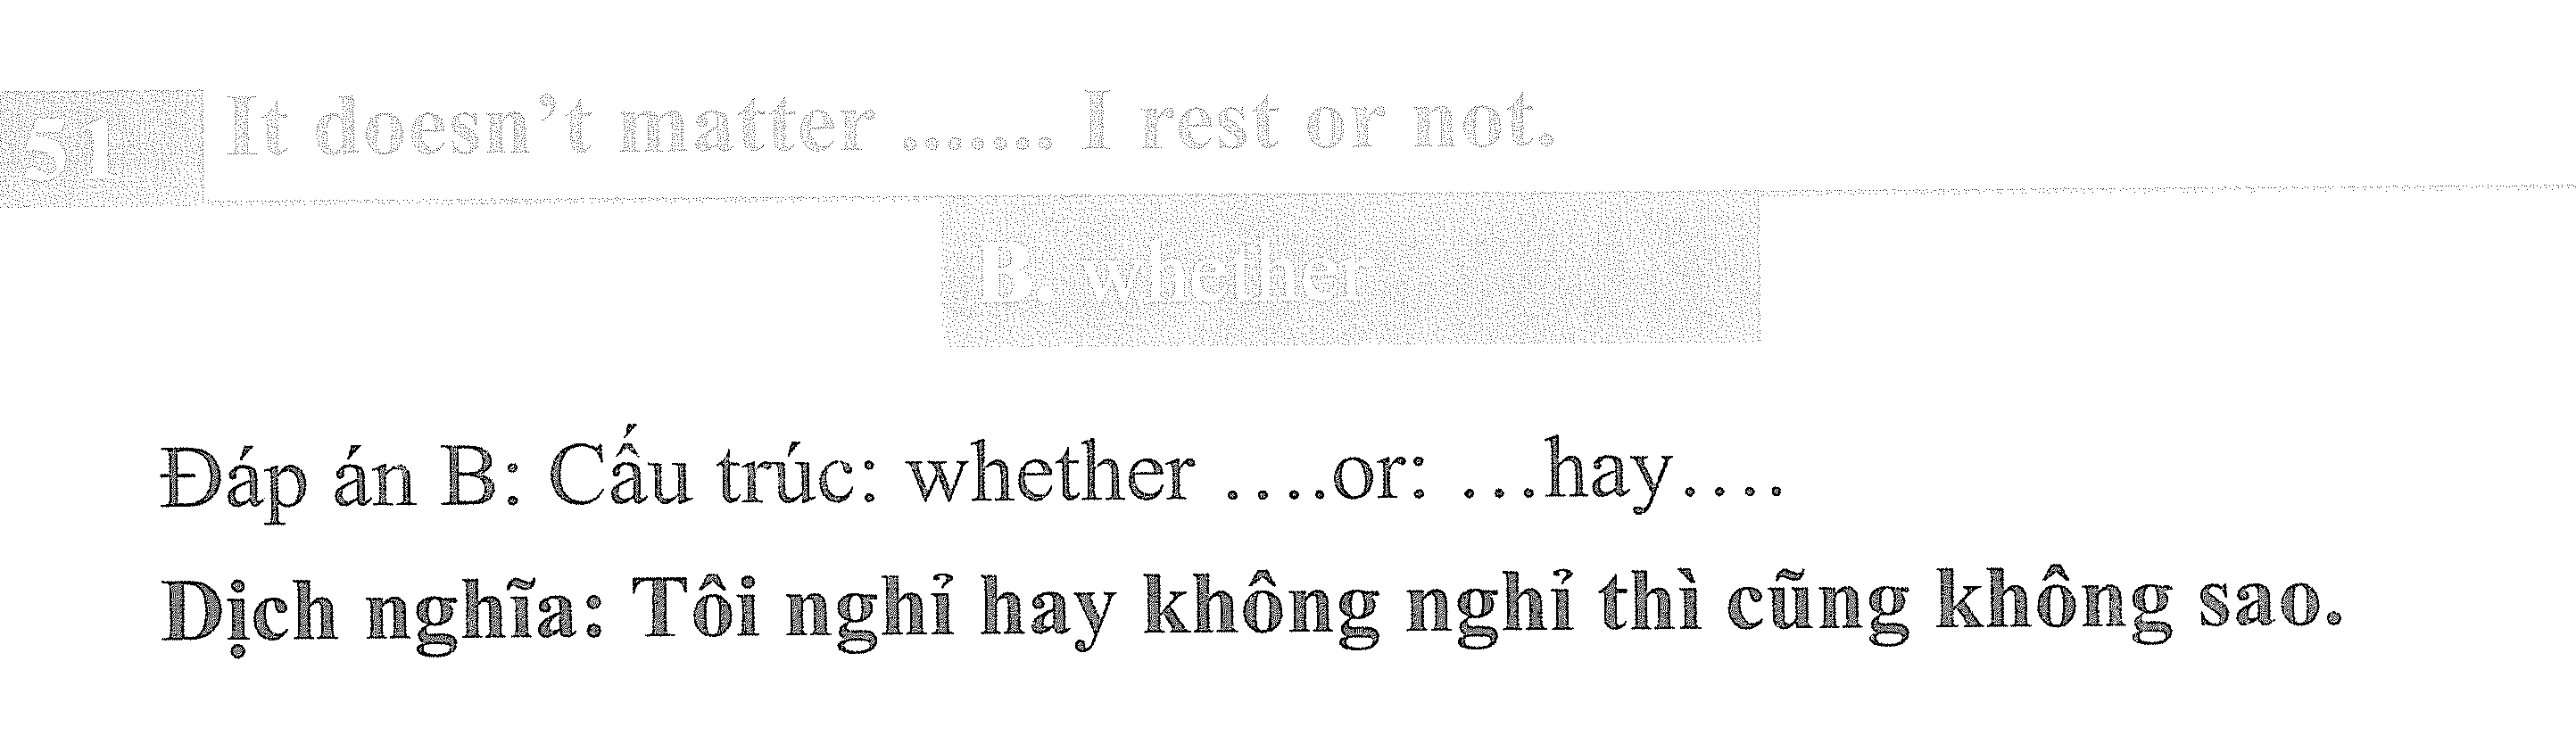 51 It doesn't matter ....... I rest or not.
B. whether
Đáp án B: Cấu trúc: whether ….or: …hay….
Dịch nghĩa: Tôi nghỉ hay không nghỉ thì cũng không sao.